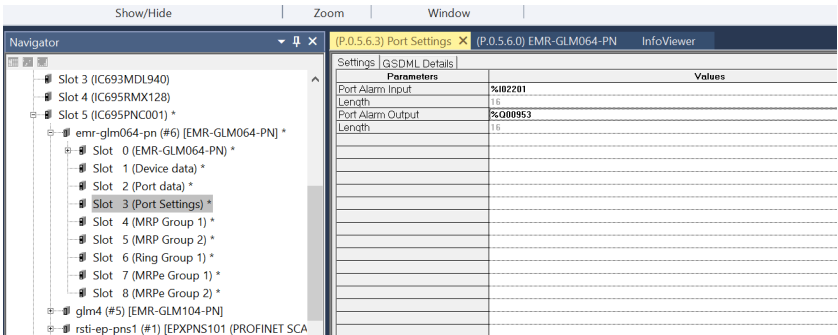 Show/Hide Zoom Window
Navigator
(P.0.5.6.3) Port Settings (P.0.5.6.0) EMR-GLM064-PN InfoViewer
Settings GSDML Details
Parameters Values
Port Alarm Input %I02201
Length 16
Port Alarm Output %Q00953
Length 16
Slot 3 (IC693MDL940)
Slot 4 (IC695RMX128)
Slot 5 (IC695PNC001) *
emr-glm064-pn (#6) [EMR-GLM064-PN] *
Slot 0 (EMR-GLM064-PN) *
Slot 1 (Device data) *
Slot 2 (Port data) *
Slot 3 (Port Settings) *
Slot 4 (MRP Group 1) *
Slot 5 (MRP Group 2) *
Slot 6 (Ring Group 1) *
Slot 7 (MRPe Group 1) *
Slot 8 (MRPe Group 2) *
glm4 (#5) [EMR-GLM104-PN]
rsti-ep-pns1 (#1) [EPXPNS101 (PROFINET SCA